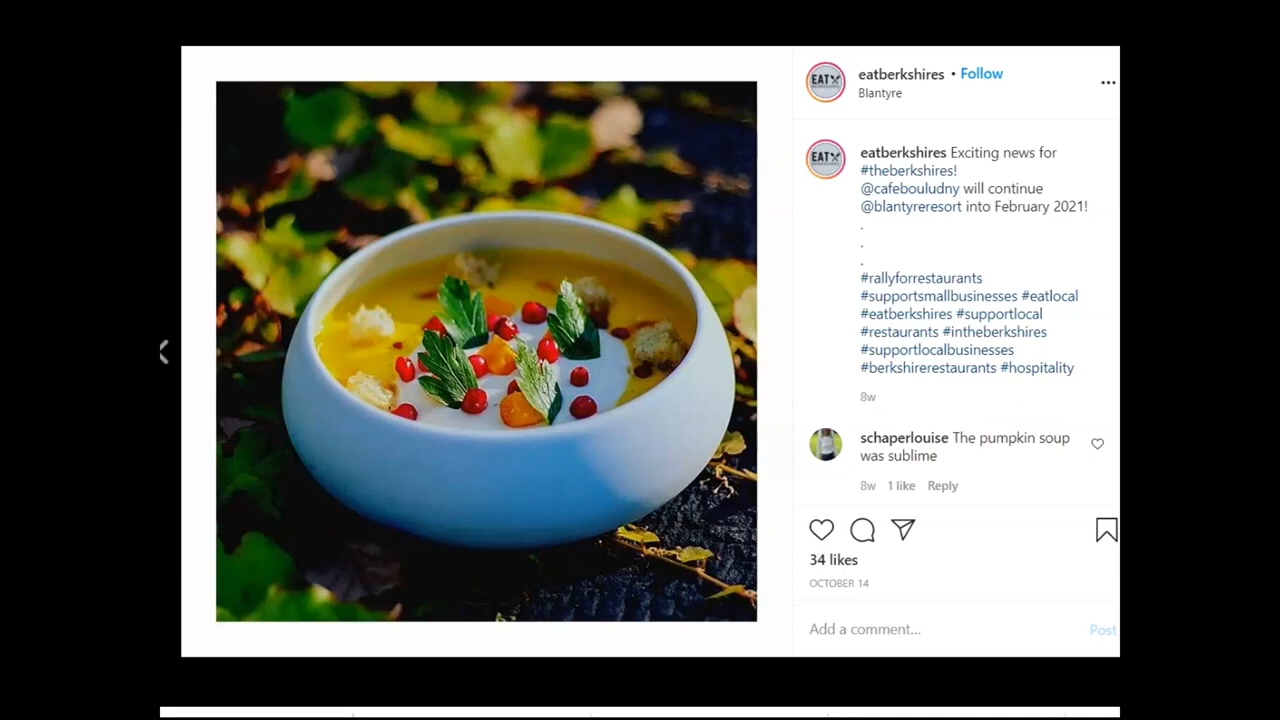 EAT
eatberkshires • Follow
Blantyre
EAT
eatberkshires Exciting news for
#theberkshires!
@cafebouludny will continue
@blantyreresort into February 2021!
.
.
.
#rallyforrestaurants
#supportsmallbusinesses #eatlocal
#eatberkshires #supportlocal
#restaurants #intheberkshires
#supportlocalbusinesses
#berkshirerestaurants #hospitality
8w
schaperlouise The pumpkin soup
was sublime
8w 1 like Reply
34 likes
OCTOBER 14
Add a comment... Post